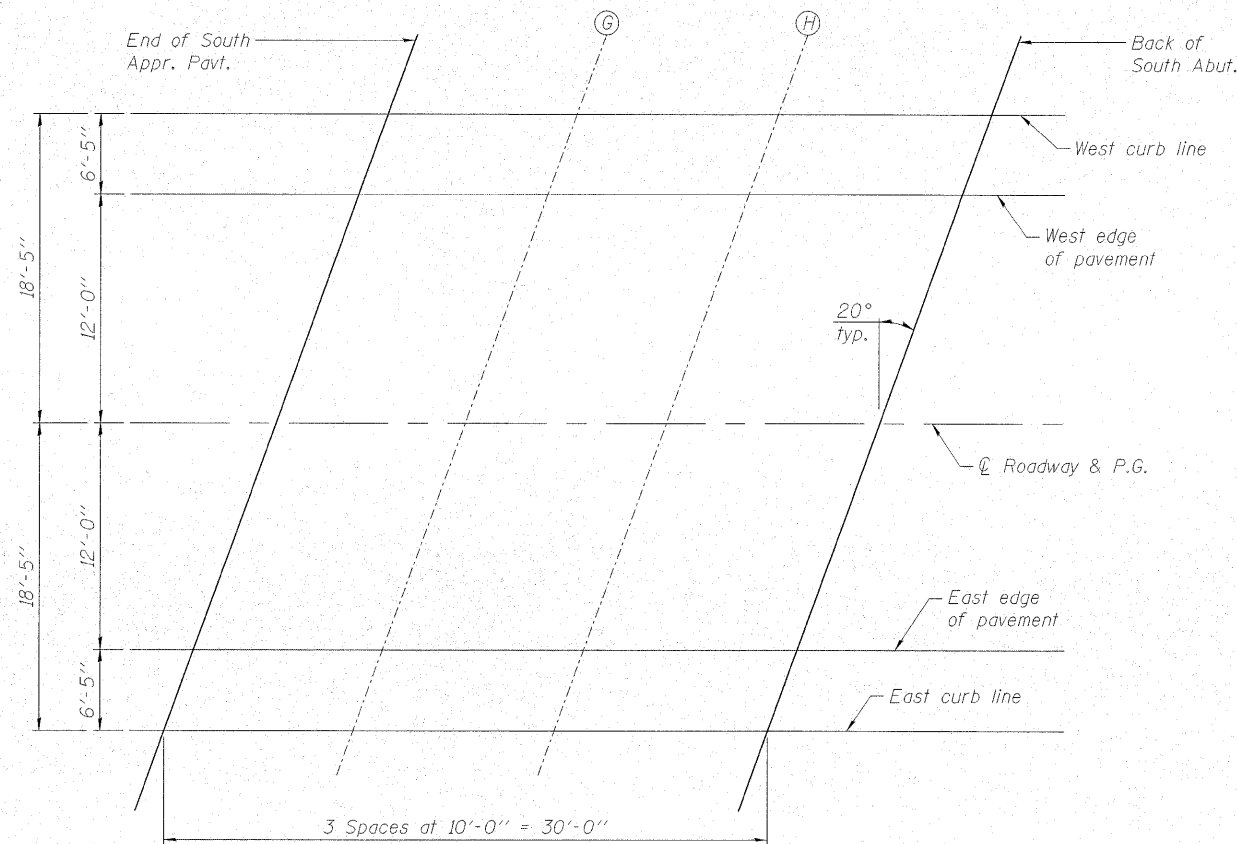 End of South
Appr. Pavt.
G
H
Back of
South Abut.
West curb line
West edge
of pavement
6'-5"
12'-0"
18'-5"
20°
typ.
℄ Roadway & P.G.
12'-0"
18'-5"
6'-5"
East edge
of pavement
East curb line
3 Spaces at 10'-0" = 30'-0"